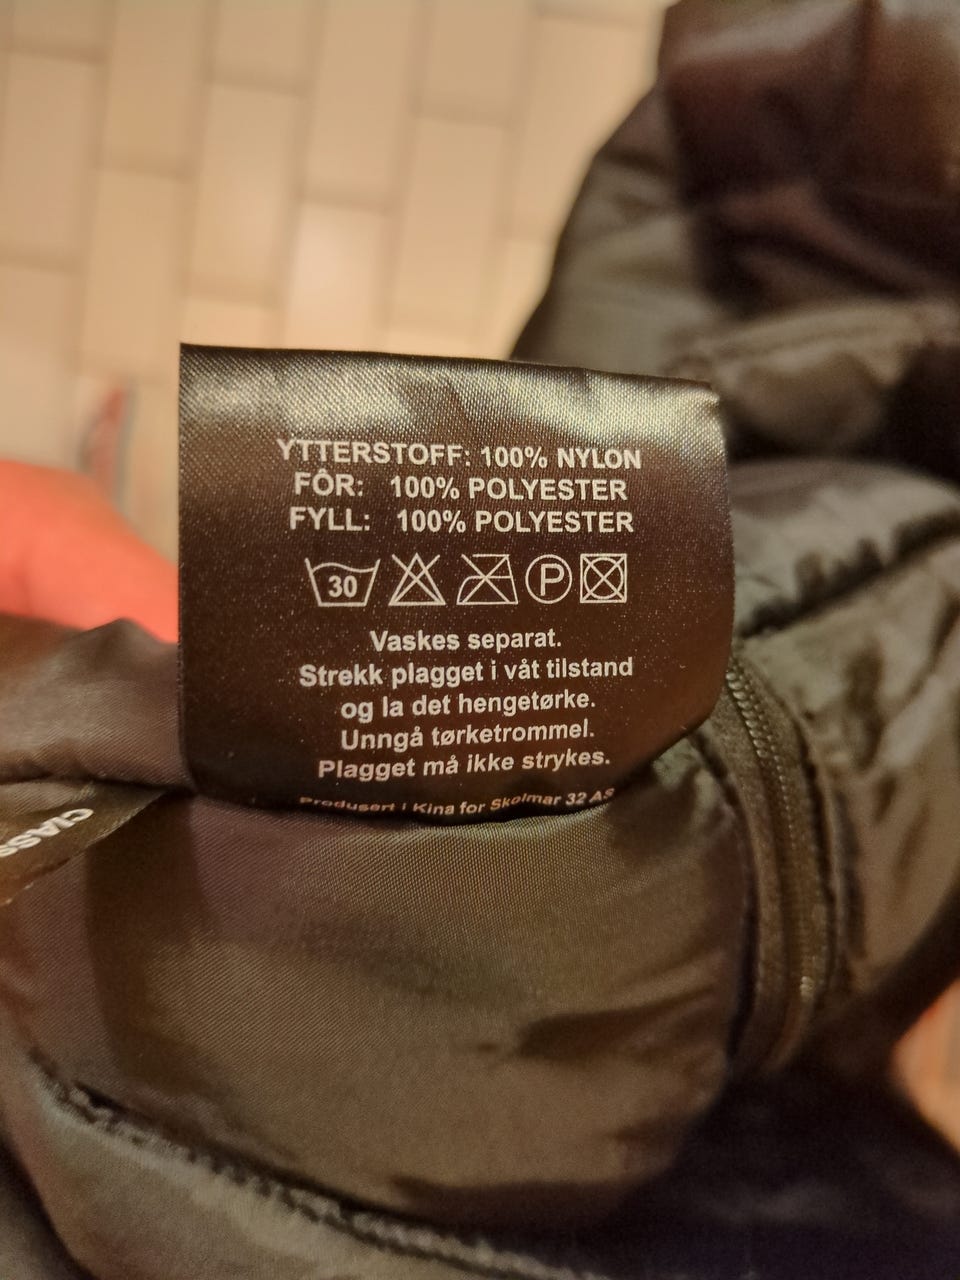 YTTERSTOFF: 100% NYLON
FÔR: 100% POLYESTER
FYLL: 100% POLYESTER
30 P
Vaskes separat.
Strekk plagget i våt tilstand
og la det hengetørke.
Unngå tørketrommel.
Plagget må ikke strykes.
Produsert i Kina for Skolmar 32 AS